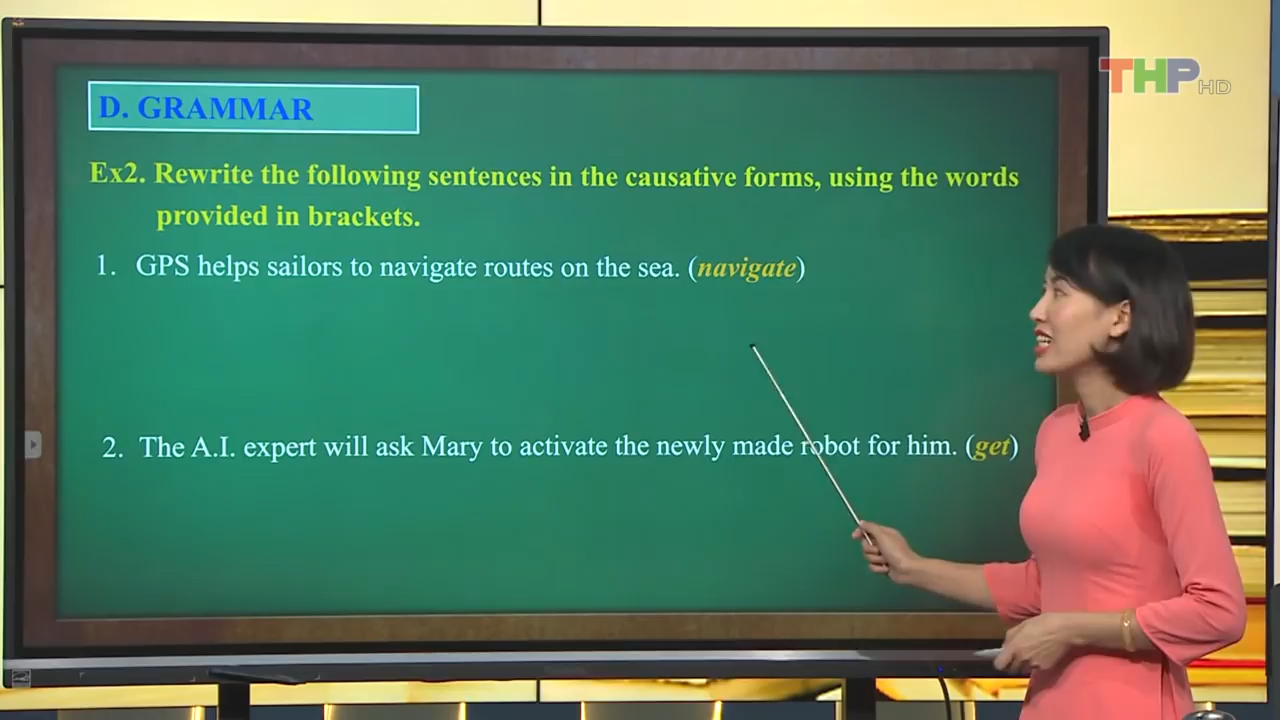 THP HD
D. GRAMMAR
Ex2. Rewrite the following sentences in the causative forms, using the words
provided in brackets.
1. GPS helps sailors to navigate routes on the sea. (navigate)
2. The A.I. expert will ask Mary to activate the newly made robot for him. (get)